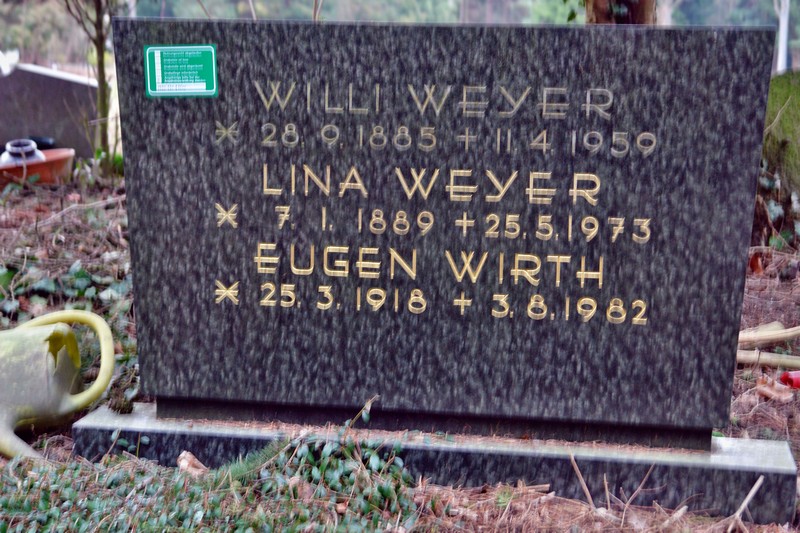 WILLI WEYER
* 28. 9. 1885 + 11. 4. 1959
LINA WEYER
* 7. 1. 1889 + 25. 5. 1973
EUGEN WIRTH
* 25. 3. 1918 + 3. 8. 1982